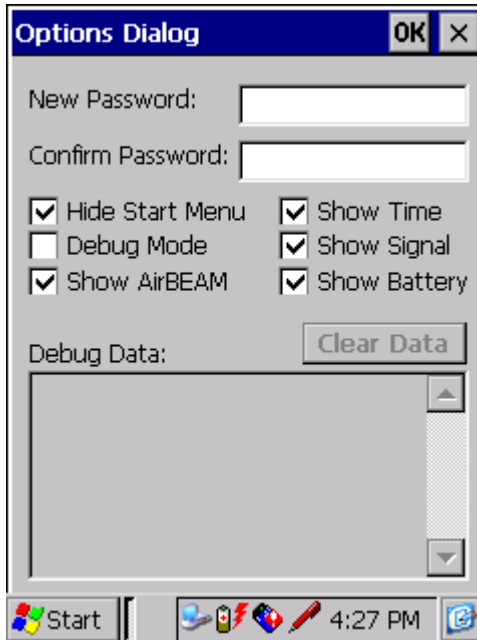 Options Dialog OK
New Password:
Confirm Password:
Hide Start Menu Show Time
Debug Mode Show Signal
Show AirBEAM Show Battery
Debug Data: Clear Data
Start 4:27 PM